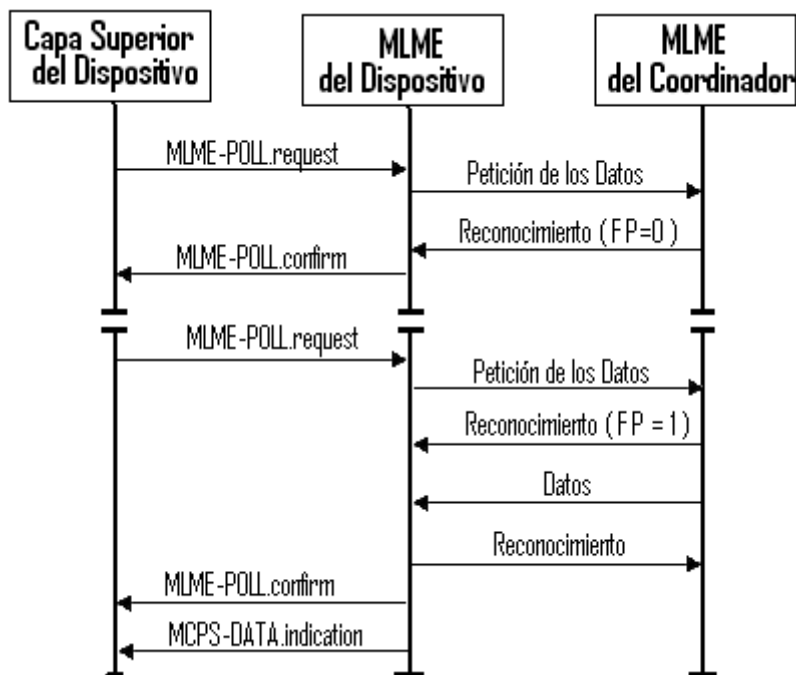 Capa Superior
del Dispositivo
MLME
del Dispositivo
MLME
del Coordinador
MLME-POLL.request
Petición de los Datos
Reconocimiento ( FP=0 )
MLME-POLL.confirm
MLME-POLL.request
Petición de los Datos
Reconocimiento ( FP = 1)
Datos
Reconocimiento
MLME-POLL.confirm
MCPS-DATA.indication